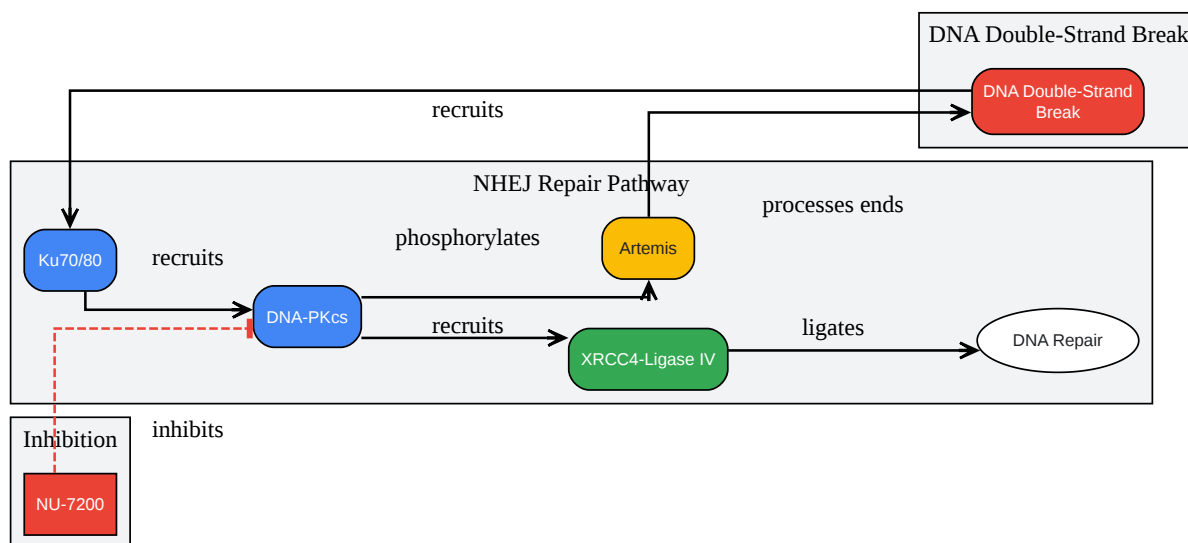 DNA Double-Strand Break
DNA Double-Strand
Break
recruits
NHEJ Repair Pathway
processes ends
phosphorylates
Artemis
Ku70/80
recruits
DNA-PKcs
recruits
XRCC4-Ligase IV
ligates
DNA Repair
Inhibition
inhibits
NU-7200